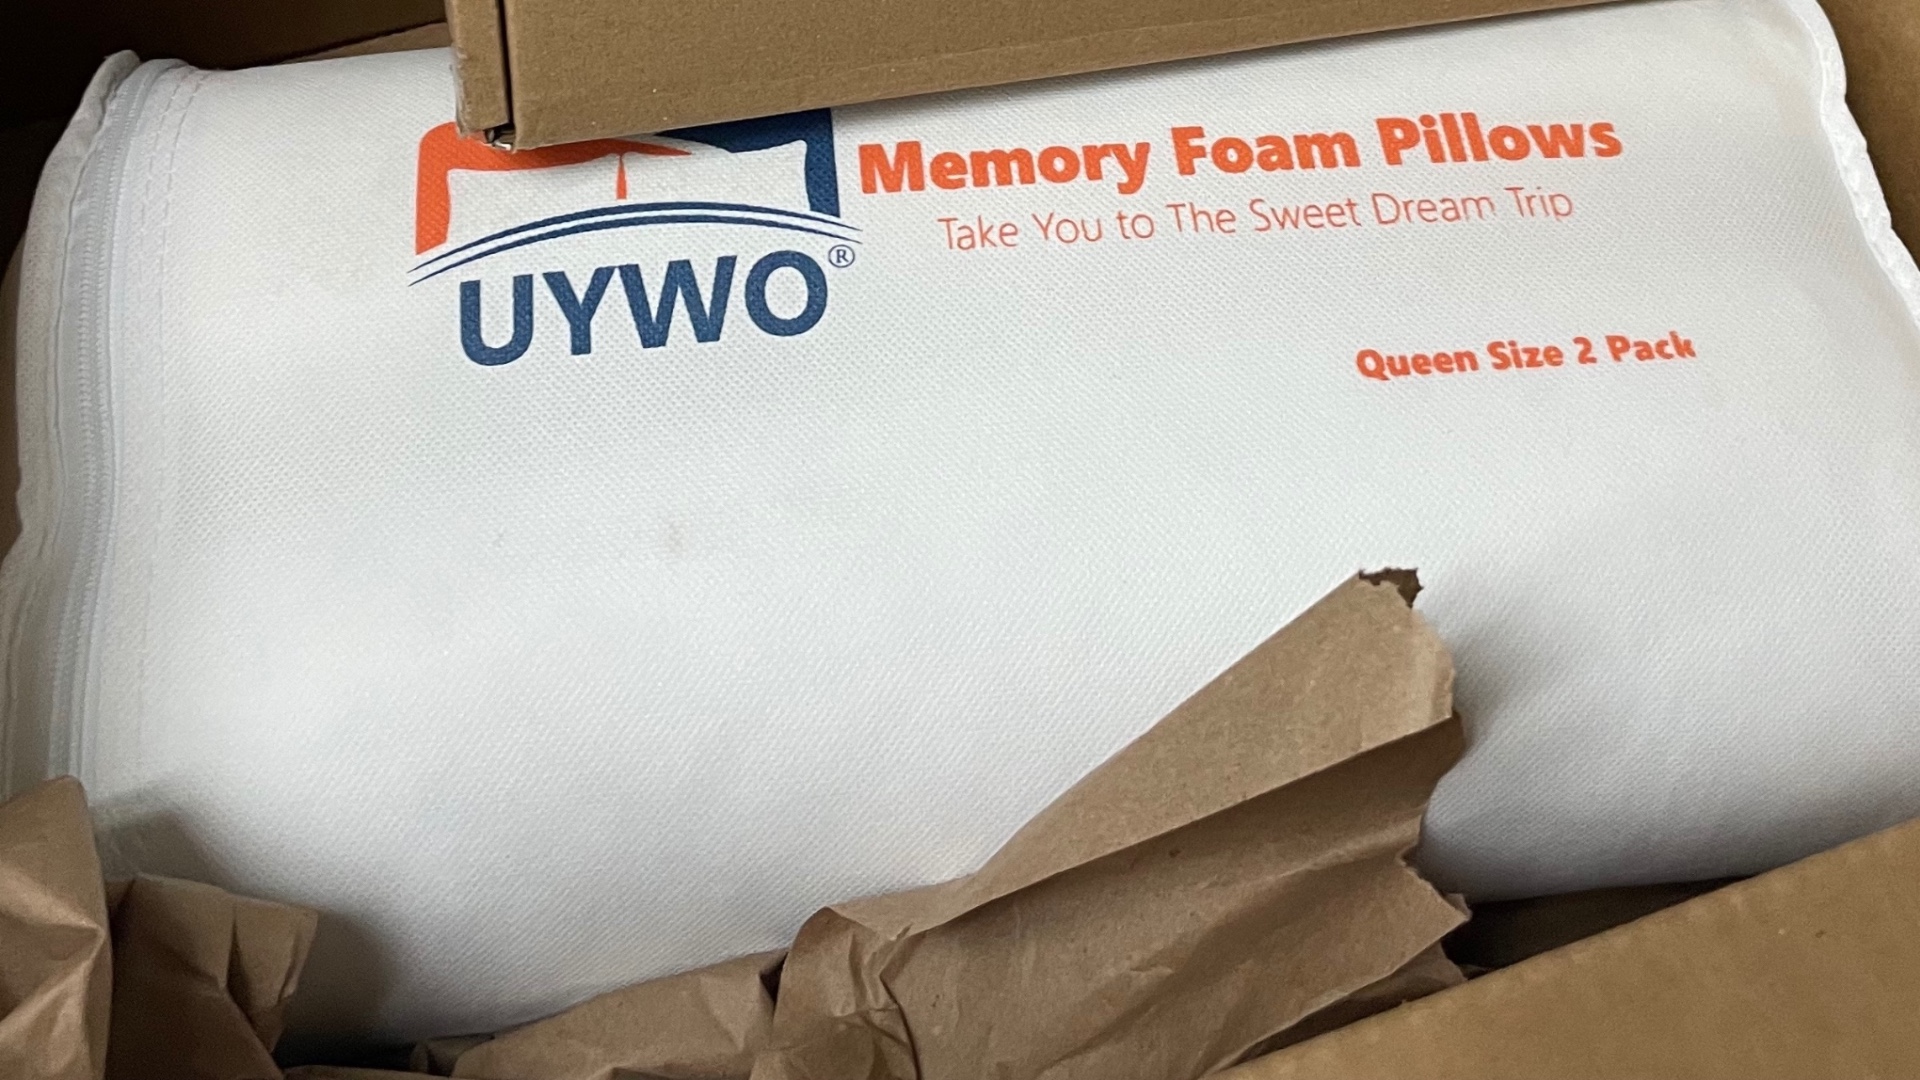 Memory Foam Pillows
Take You to The Sweet Dream Trip
UYWO®
Queen Size 2 Pack